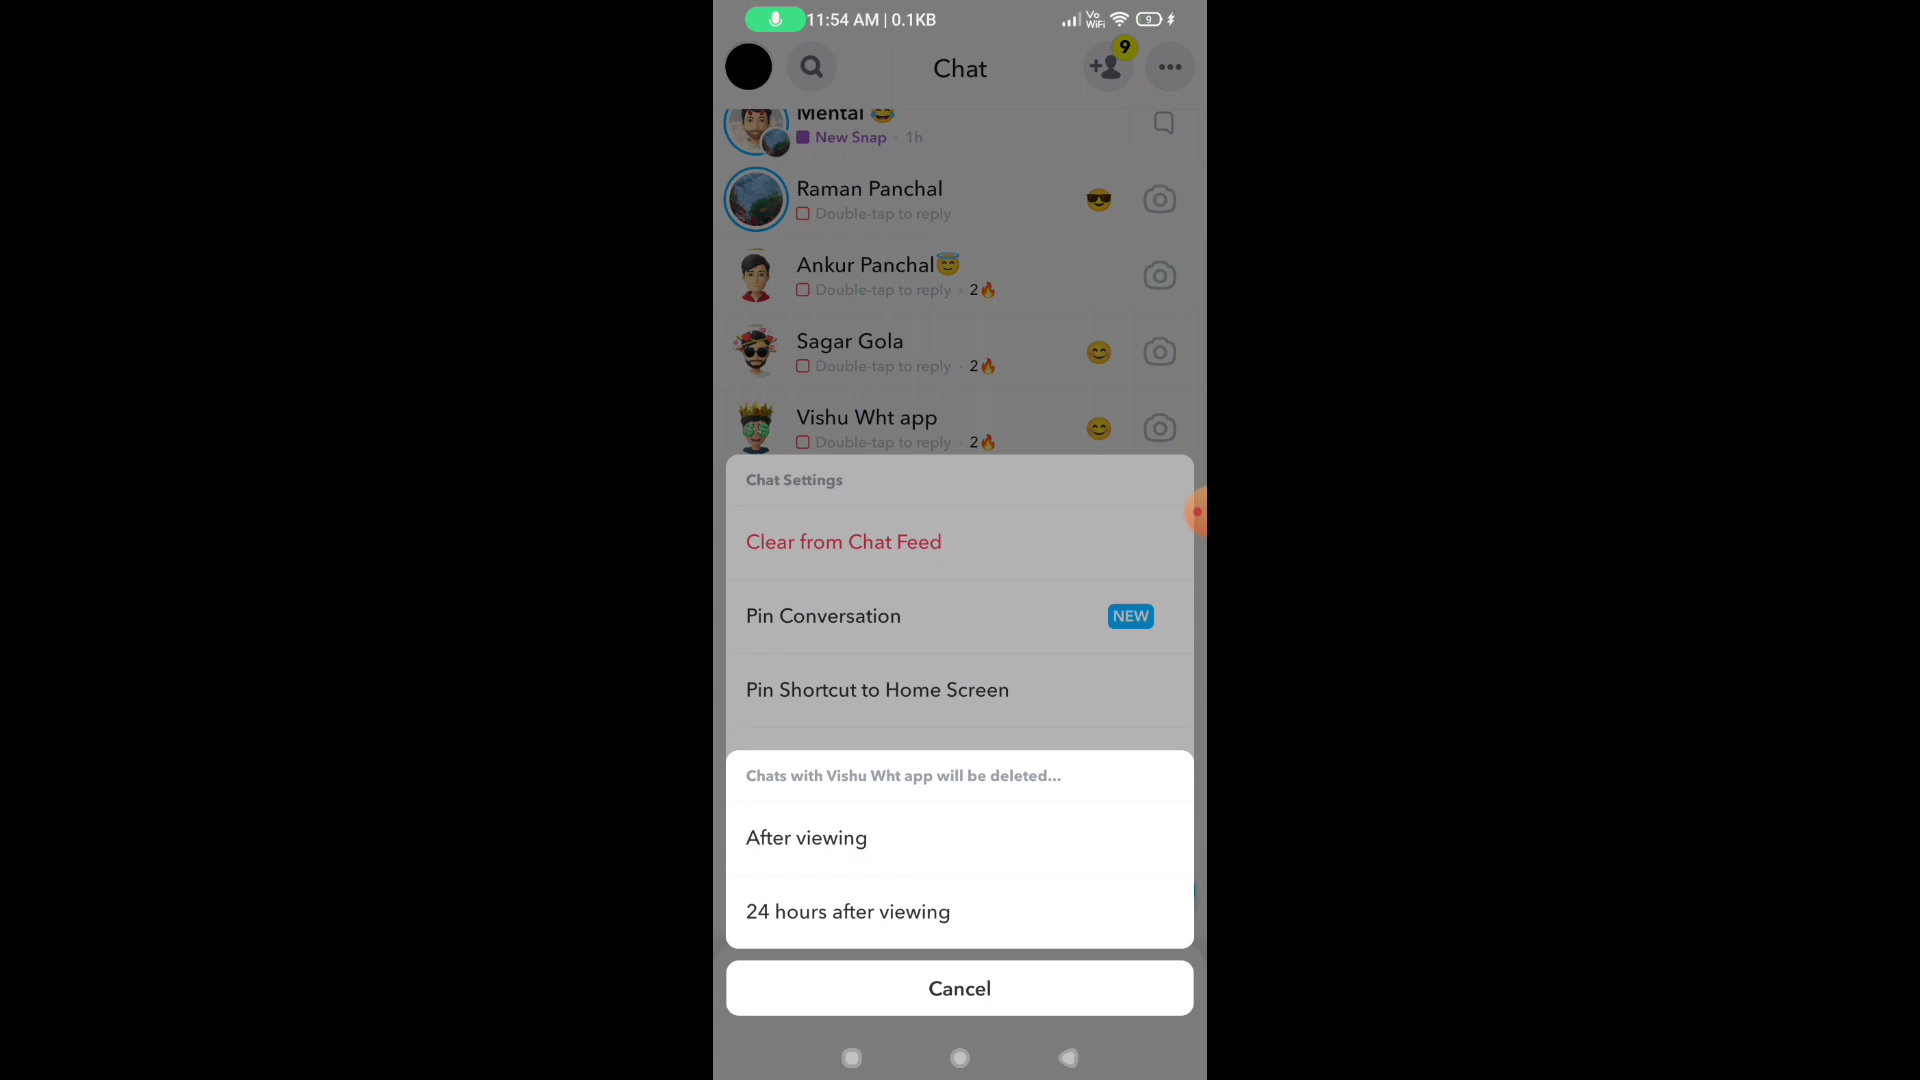 11:54 AM | 0.1KB
Vo
WiFi
9
9
Chat
Mental 😂
New Snap · 1h
Raman Panchal
Double-tap to reply
Ankur Panchal😇
Double-tap to reply · 2🔥
Sagar Gola
Double-tap to reply · 2🔥
Vishu Wht app
Double-tap to reply · 2🔥
Chat Settings
Clear from Chat Feed
Pin Conversation
NEW
Pin Shortcut to Home Screen
Chats with Vishu Wht app will be deleted...
After viewing
24 hours after viewing
Cancel